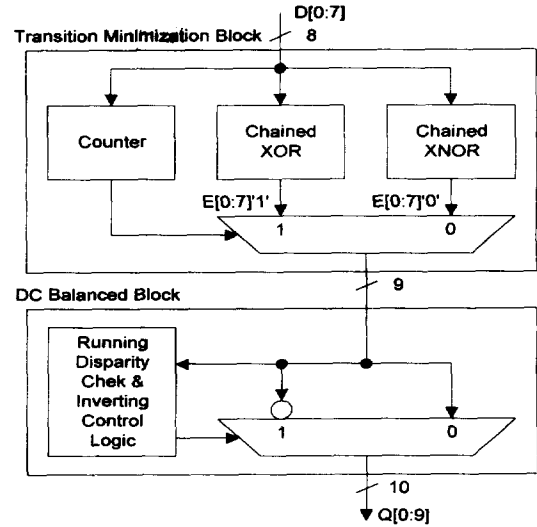 D[0:7]
Transition Minimization Block 8
Counter
Chained
XOR
Chained
XNOR
E[0:7]'1'
E[0:7]'0'
1
0
9
DC Balanced Block
Running
Disparity
Chek &
Inverting
Control
Logic
1
0
10
Q[0:9]